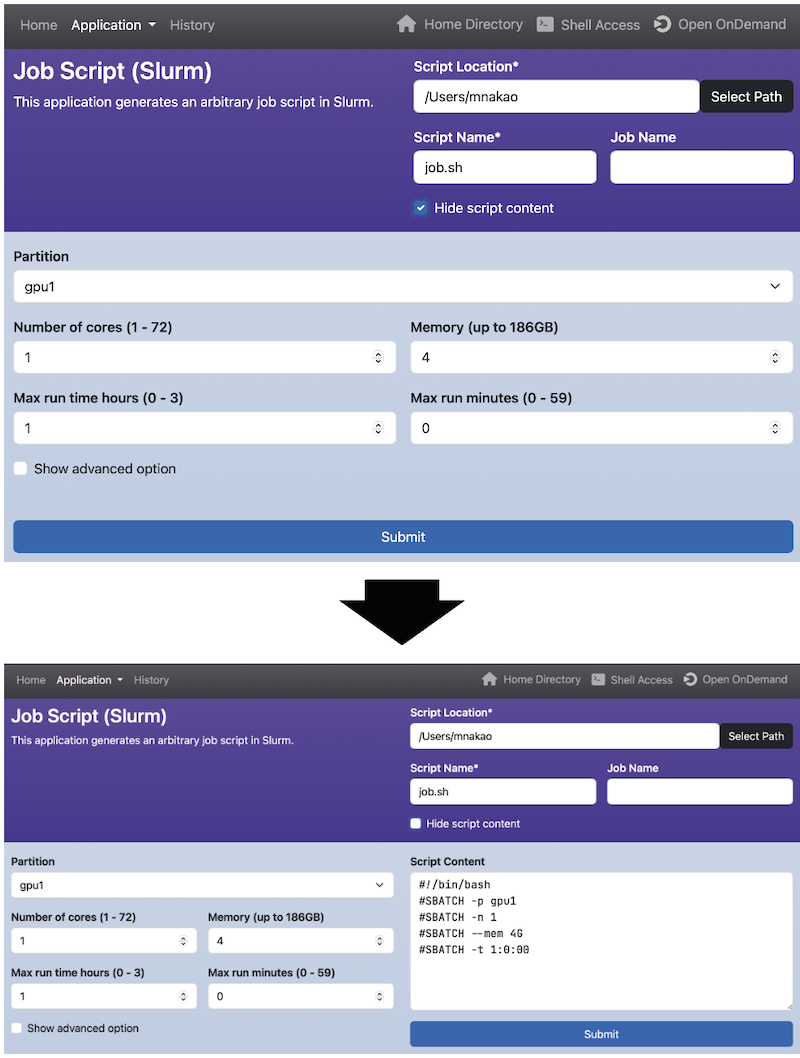 Home Application History Home Directory Shell Access Open OnDemand
Job Script (Slurm)
This application generates an arbitrary job script in Slurm.
Script Location*
/Users/mnakao Select Path
Script Name* Job Name
job.sh
Hide script content
Partition
gpu1
Number of cores (1 - 72) Memory (up to 186GB)
1 4
Max run time hours (0 - 3) Max run minutes (0 - 59)
1 0
Show advanced option
Submit
Home Application History Home Directory Shell Access Open OnDemand
Job Script (Slurm)
This application generates an arbitrary job script in Slurm.
Script Location*
/Users/mnakao Select Path
Script Name* Job Name
job.sh
Hide script content
Partition
gpu1
Number of cores (1 - 72) Memory (up to 186GB)
1 4
Max run time hours (0 - 3) Max run minutes (0 - 59)
1 0
Show advanced option
Script Content
#!/bin/bash
#SBATCH -p gpu1
#SBATCH -n 1
#SBATCH --mem 4G
#SBATCH -t 1:0:00
Submit